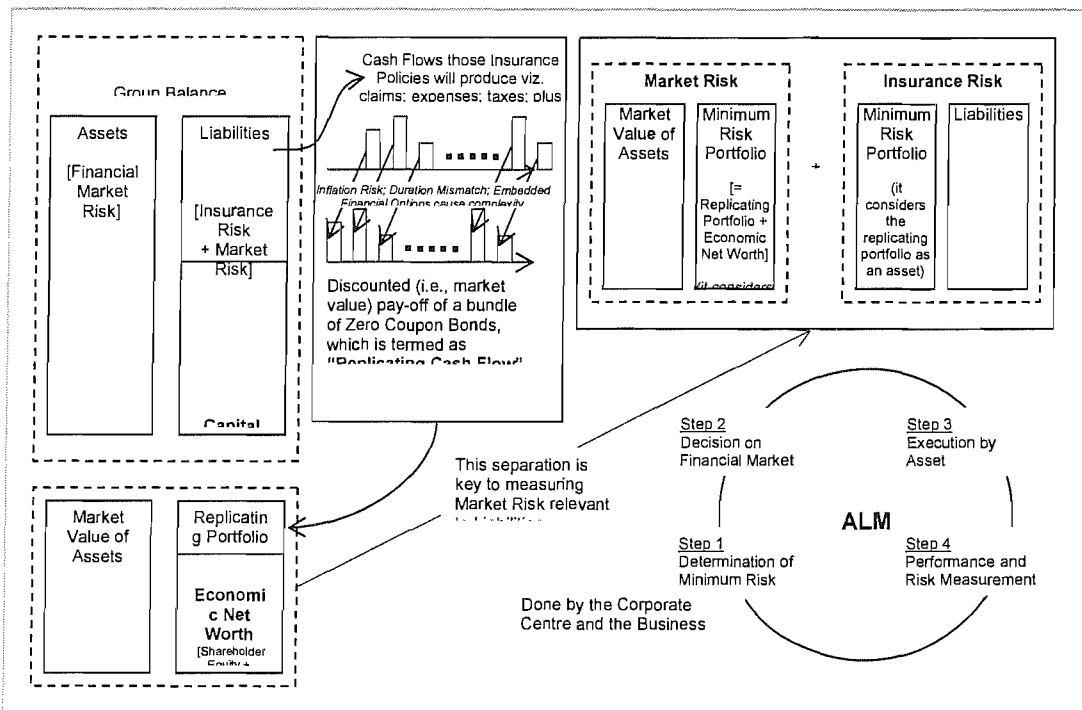 Group Balance
Assets
[Financial
Market
Risk]
Liabilities
[Insurance
Risk
+ Market
Risk]
Capital
Cash Flows those Insurance
Policies will produce viz.
claims; expenses; taxes; plus
Inflation Risk; Duration Mismatch; Embedded
Financial Options cause complexity
Discounted (i.e., market
value) pay-off of a bundle
of Zero Coupon Bonds,
which is termed as
"Replicating Cash Flow"
Market Risk
Market
Value of
Assets
Minimum
Risk
Portfolio
[=
Replicating
Portfolio +
Economic
Net Worth]
(it considers
+
Insurance Risk
Minimum
Risk
Portfolio
(it
considers
the
replicating
portfolio as
an asset)
Liabilities
Market
Value of
Assets
Replicatin
g Portfolio
Economi
c Net
Worth
[Shareholder
Equity +
This separation is
key to measuring
Market Risk relevant
Done by the Corporate
Centre and the Business
ALM
Step 1
Determination of
Minimum Risk
Step 2
Decision on
Financial Market
Step 3
Execution by
Asset
Step 4
Performance and
Risk Measurement